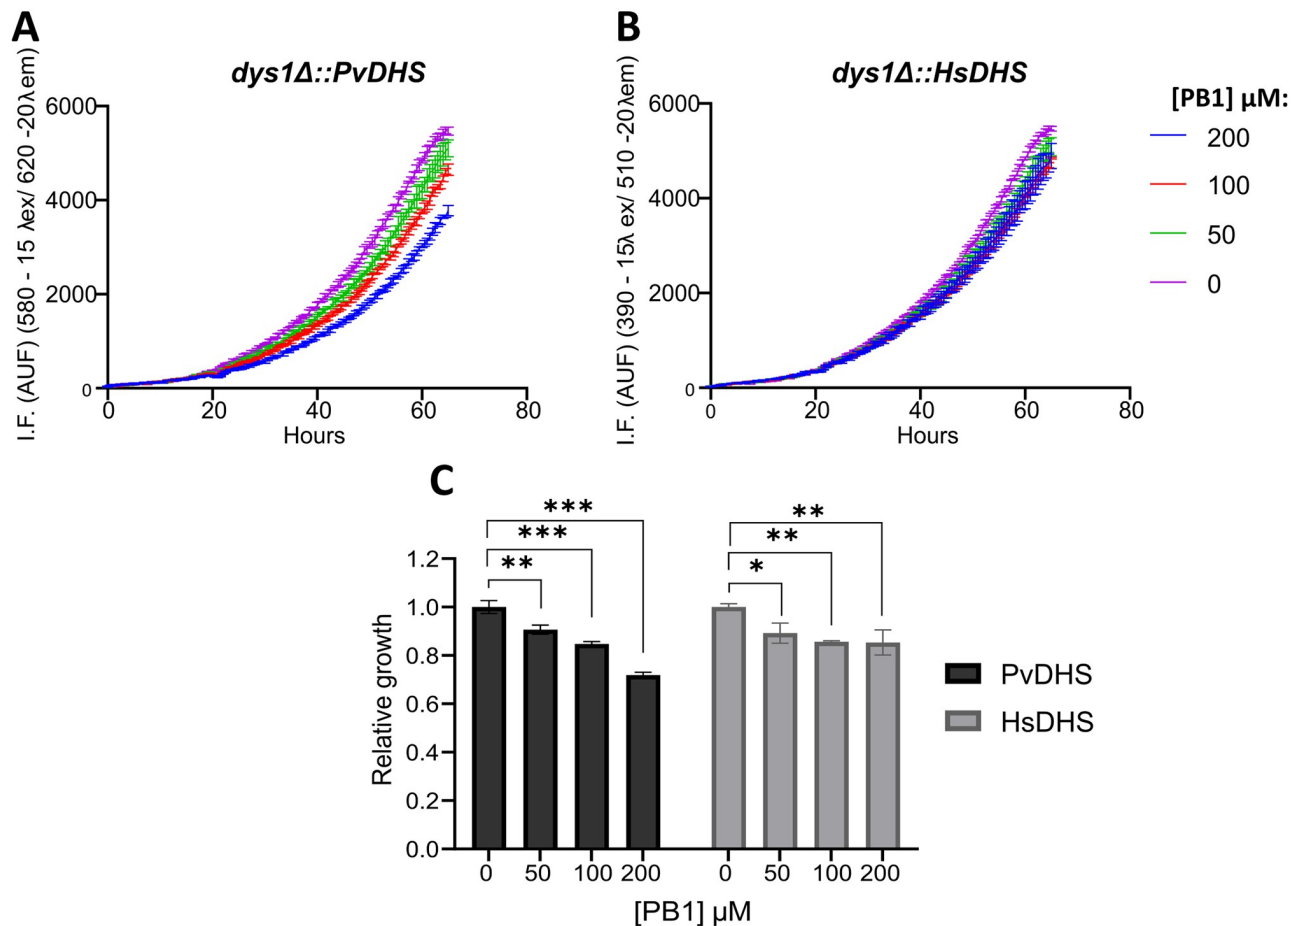 A
dys1Δ::PvDHS
I.F. (AUF) (580 - 15 λex/ 620 -20λem)
6000
4000
2000
0
0 20 40 60 80
Hours
B
dys1Δ::HsDHS
I.F. (AUF) (390 - 15λ ex/ 510 -20λem)
6000
4000
2000
0
0 20 40 60 80
Hours
[PB1] µM:
200
100
50
0
C
***
***
**
**
**
*
Relative growth
1.2
1.0
0.8
0.6
0.4
0.2
0.0
0 50 100 200 0 50 100 200
[PB1] µM
PvDHS
HsDHS